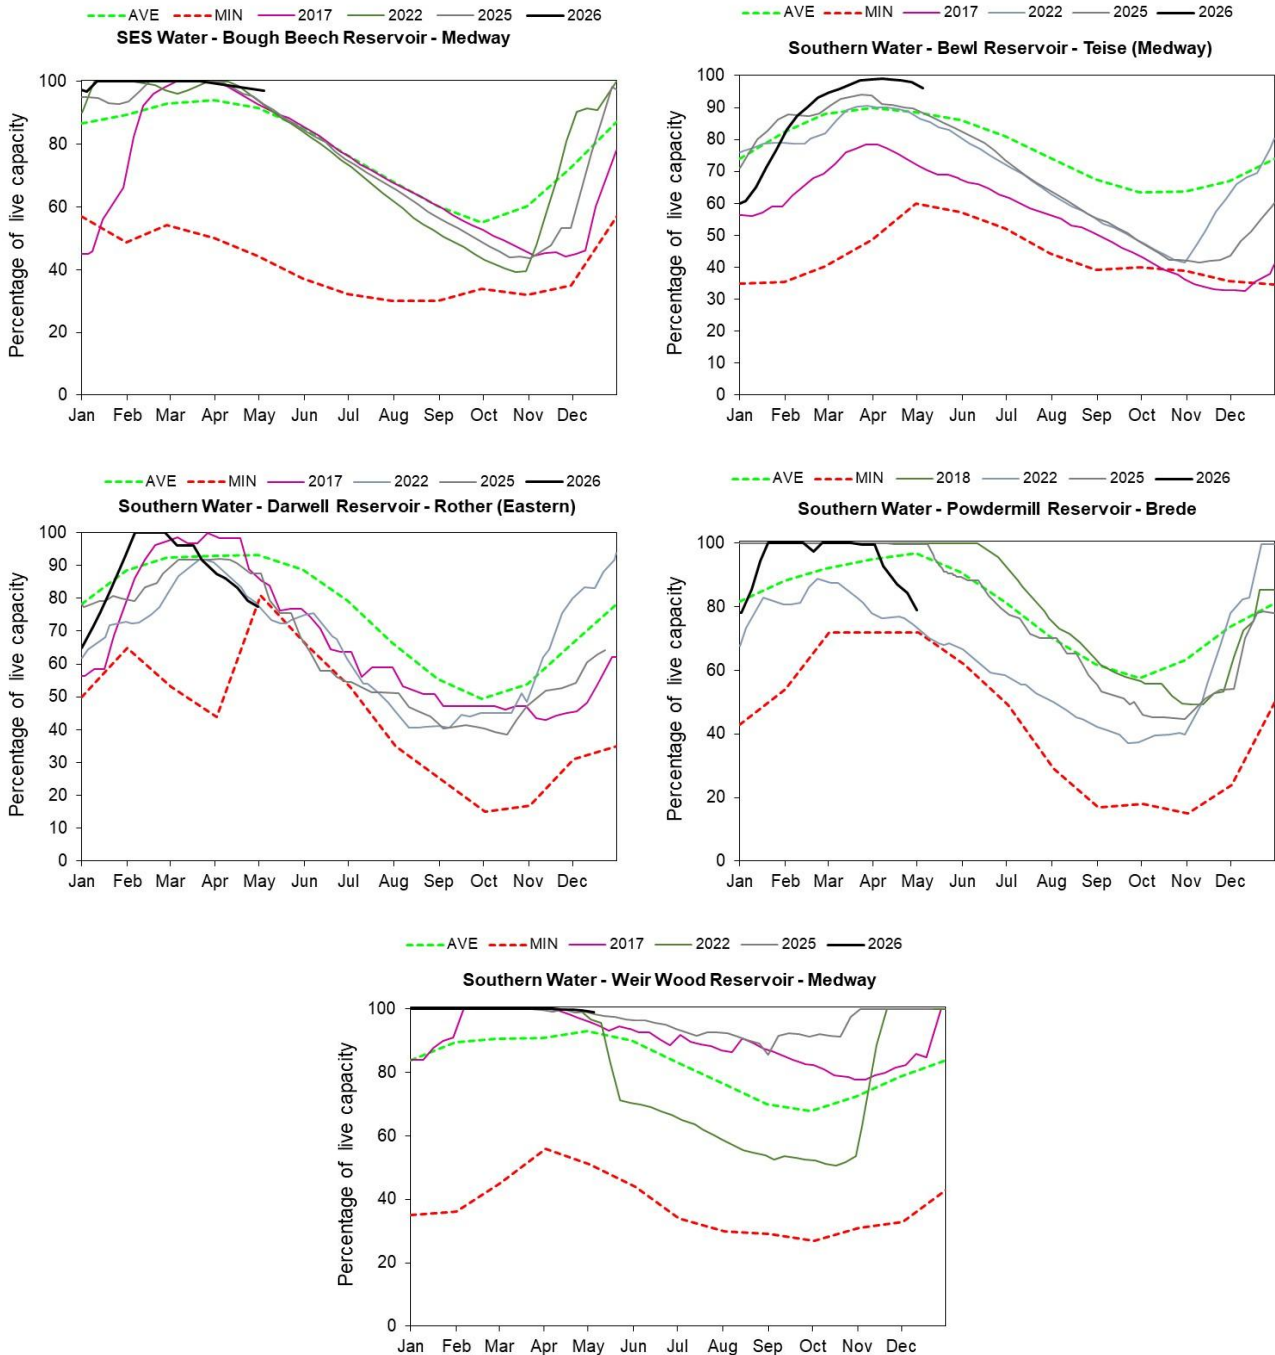 AVE MIN 2017 2022 2025 2026
SES Water - Bough Beech Reservoir - Medway
Percentage of live capacity
100
80
60
40
20
0
Jan Feb Mar Apr May Jun Jul Aug Sep Oct Nov Dec
AVE MIN 2017 2022 2025 2026
Southern Water - Bewl Reservoir - Teise (Medway)
Percentage of live capacity
100
90
80
70
60
50
40
30
20
10
0
Jan Feb Mar Apr May Jun Jul Aug Sep Oct Nov Dec
AVE MIN 2017 2022 2025 2026
Southern Water - Darwell Reservoir - Rother (Eastern)
Percentage of live capacity
100
90
80
70
60
50
40
30
20
10
0
Jan Feb Mar Apr May Jun Jul Aug Sep Oct Nov Dec
AVE MIN 2018 2022 2025 2026
Southern Water - Powdermill Reservoir - Brede
Percentage of live capacity
100
80
60
40
20
0
Jan Feb Mar Apr May Jun Jul Aug Sep Oct Nov Dec
AVE MIN 2017 2022 2025 2026
Southern Water - Weir Wood Reservoir - Medway
Percentage of live capacity
100
80
60
40
20
0
Jan Feb Mar Apr May Jun Jul Aug Sep Oct Nov Dec